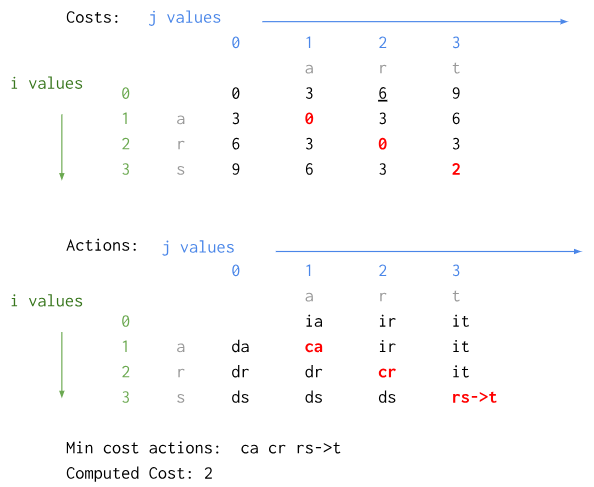 Costs: j values
0 1 2 3
a r t
i values
0 0 3 6 9
1 a 3 0 3 6
2 r 6 3 0 3
3 s 9 6 3 2
Actions: j values
0 1 2 3
a r t
i values
0 ia ir it
1 a da ca ir it
2 r dr dr cr it
3 s ds ds ds rs->t
Min cost actions: ca cr rs->t
Computed Cost: 2